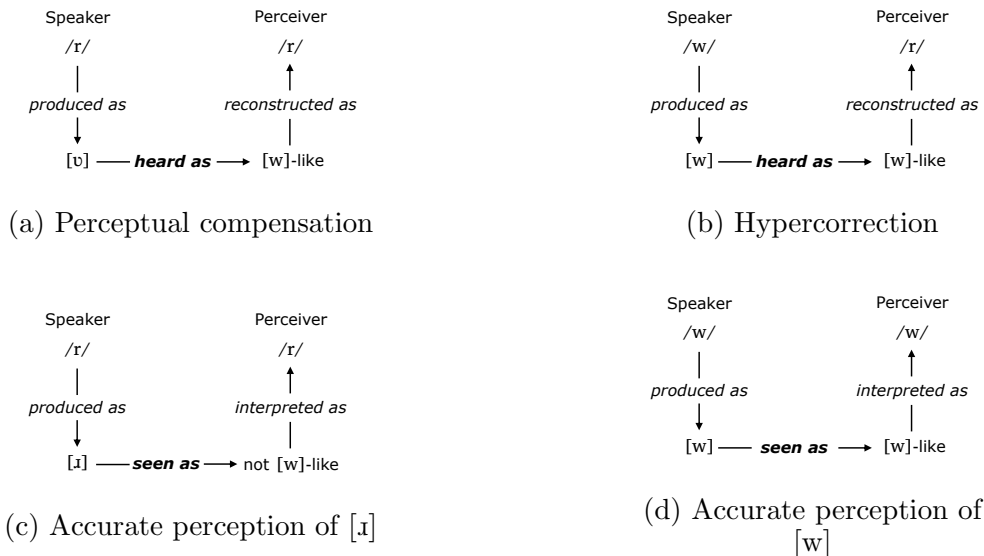 Speaker Perceiver
/r/ /r/
produced as reconstructed as
[ʋ] heard as [w]-like
(a) Perceptual compensation
Speaker Perceiver
/w/ /r/
produced as reconstructed as
[w] heard as [w]-like
(b) Hypercorrection
Speaker Perceiver
/r/ /r/
produced as interpreted as
[ɹ] seen as not [w]-like
(c) Accurate perception of [ɹ]
Speaker Perceiver
/w/ /w/
produced as interpreted as
[w] seen as [w]-like
(d) Accurate perception of
[w]